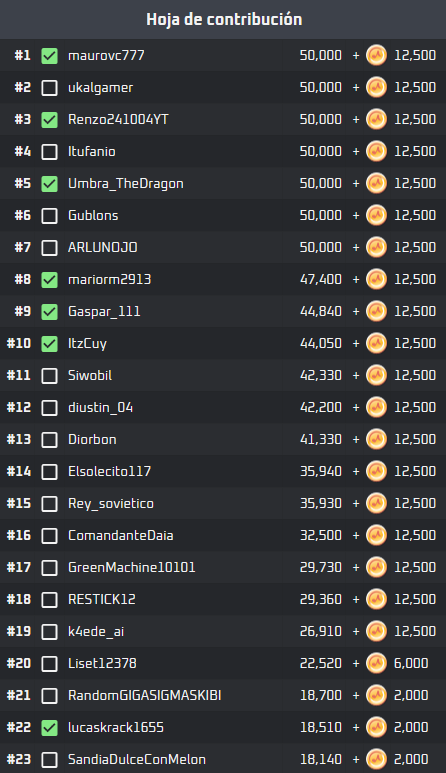 Hoja de contribución
#1 maurovc777 50,000 + 12,500
#2 ukalgamer 50,000 + 12,500
#3 Renzo241004YT 50,000 + 12,500
#4 Itufanio 50,000 + 12,500
#5 Umbra_TheDragon 50,000 + 12,500
#6 Gublons 50,000 + 12,500
#7 ARLUNDJO 50,000 + 12,500
#8 mariorm2913 47,400 + 12,500
#9 Gaspar_111 44,840 + 12,500
#10 ItzCuy 44,050 + 12,500
#11 Siwobil 42,330 + 12,500
#12 diustin_04 42,200 + 12,500
#13 Diorbon 41,330 + 12,500
#14 Elsolecito117 35,940 + 12,500
#15 Rey_sovietico 35,930 + 12,500
#16 ComandanteDaia 32,500 + 12,500
#17 GreenMachine10101 29,730 + 12,500
#18 RESTICK12 29,360 + 12,500
#19 k4ede_ai 26,910 + 12,500
#20 Liset12378 22,520 + 6,000
#21 RandomGIGASIGMASKIBI 18,700 + 2,000
#22 lucaskrack1655 18,510 + 2,000
#23 SandiaDulceConMelon 18,140 + 2,000